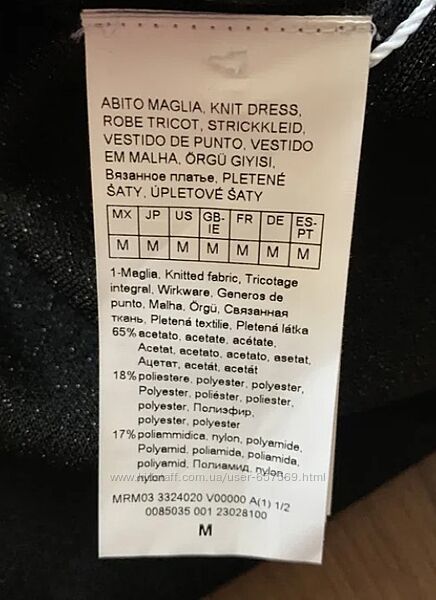 ABITO MAGLIA, KNIT DRESS,
ROBE TRICOT, STRICKKLEID,
VESTIDO DE PUNTO, VESTIDO
EM MALHA, ÖRGÜ GIYISI,
Вязанное платье, PLETENÉ
ŠATY, ÚPLETOVÉ ŠATY
MX JP US GB-IE FR DE ES-PT
M M M M M M M
1-Maglia, Knitted fabric, Tricotage
integral, Wirkware, Generos de
punto, Malha, Örgü, Связанная
ткань, Pletená textilie, Pletená látka
65% acetato, acetate, acétate,
Acetat, acetato, acetato, asetat,
Ацетат, acetát, acetát
18% poliestere, polyester, polyester,
Polyester, poliéster, poliester,
polyester, Полиэфир,
polyester, polyester
17% poliammidica, nylon, polyamide,
Polyamid, poliamida, poliamida,
polyamid, Полиамид, nylon,
nylon
MRM03 3324020 V00000 A(1) 1/2
0085035 001 23028100
M